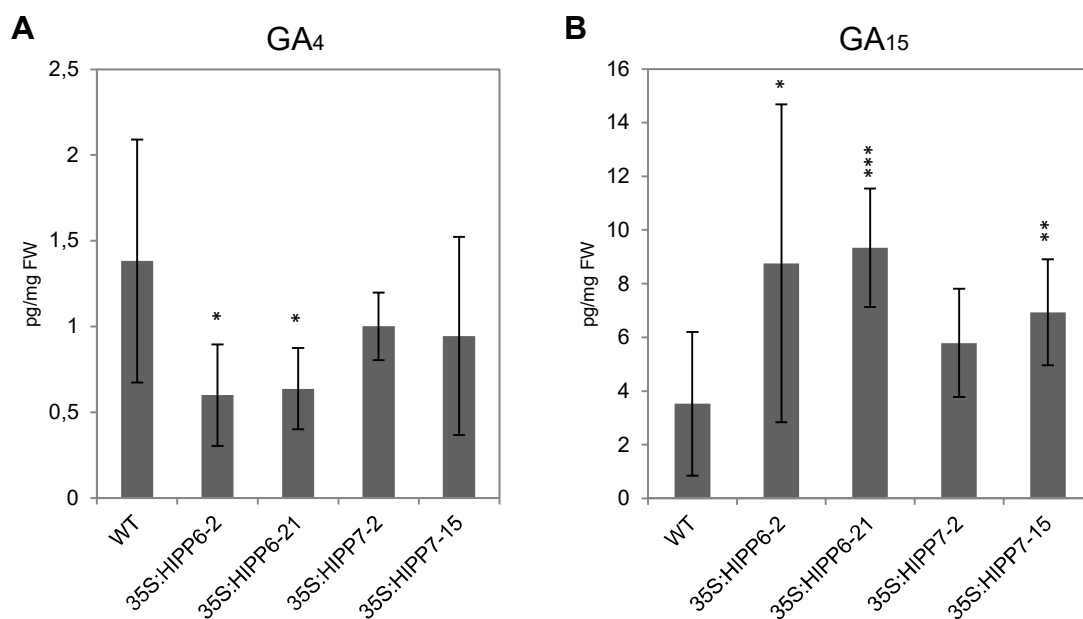 A
GA4
2,5
2
1,5
1
0,5
0
pg/mg FW
*
*
WT
35S:HIPP6-2
35S:HIPP6-21
35S:HIPP7-2
35S:HIPP7-15
B
GA15
16
14
12
10
8
6
4
2
0
pg/mg FW
*
***
**
WT
35S:HIPP6-2
35S:HIPP6-21
35S:HIPP7-2
35S:HIPP7-15